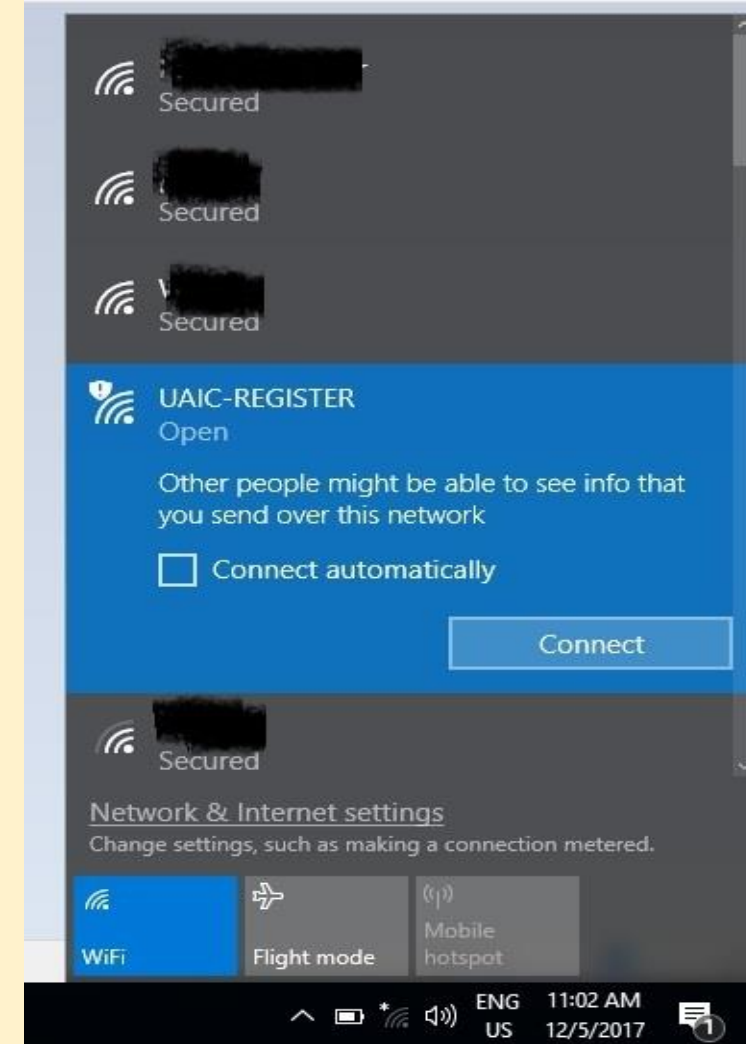 Secured
Secured
Secured
UAIC-REGISTER
Open
Other people might be able to see info that
you send over this network
Connect automatically
Connect
Secured
Network & Internet settings
Change settings, such as making a connection metered.
WiFi
Flight mode
Mobile
hotspot
ENG
US
11:02 AM
12/5/2017
1